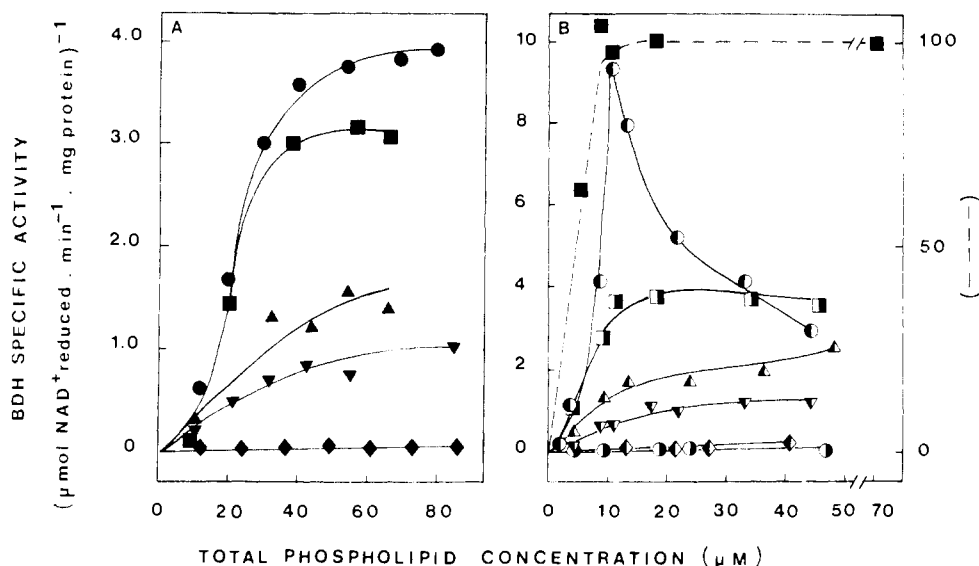 A
B
BDH SPECIFIC ACTIVITY
(μmol NAD⁺reduced . min⁻¹ . mg protein)⁻¹
4.0
3.0
2.0
1.0
0
0 20 40 60 80
10
8
6
4
2
0
0 10 20 30 40 50 70
100
50
0
(---)
TOTAL PHOSPHOLIPID CONCENTRATION (μM)